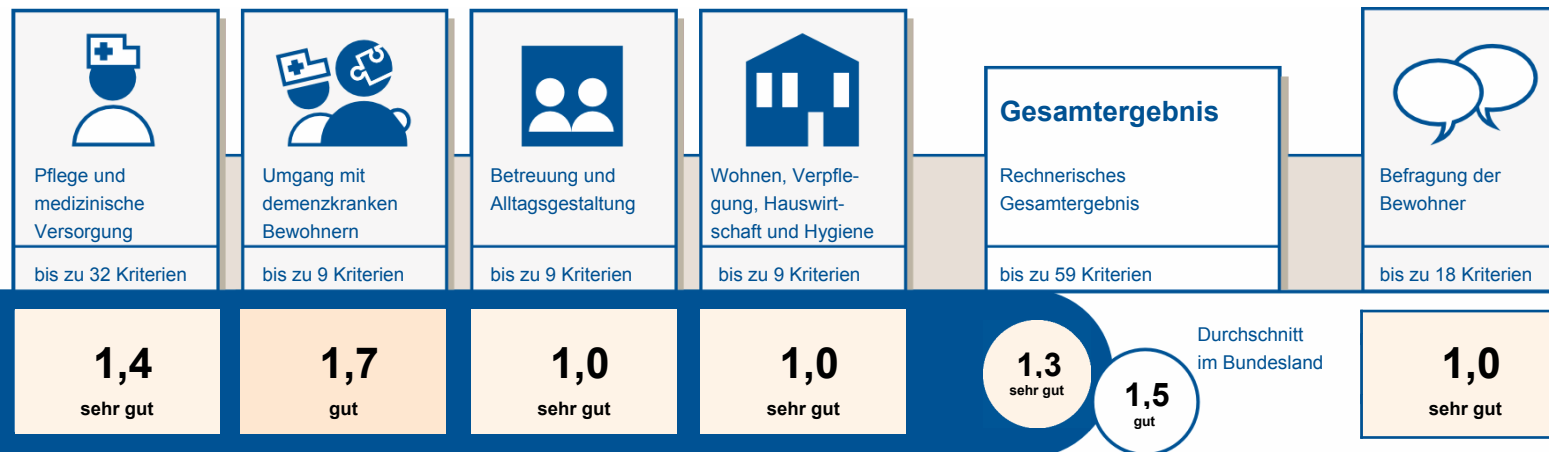 Pflege und
medizinische
Versorgung
bis zu 32 Kriterien
1,4
sehr gut
Umgang mit
demenzkranken
Bewohnern
bis zu 9 Kriterien
1,7
gut
Betreuung und
Alltagsgestaltung
bis zu 9 Kriterien
1,0
sehr gut
Wohnen, Verpfle-
gung, Hauswirt-
schaft und Hygiene
bis zu 9 Kriterien
1,0
sehr gut
Gesamtergebnis
Rechnerisches
Gesamtergebnis
bis zu 59 Kriterien
1,3
sehr gut
Durchschnitt
im Bundesland
1,5
gut
Befragung der
Bewohner
bis zu 18 Kriterien
1,0
sehr gut